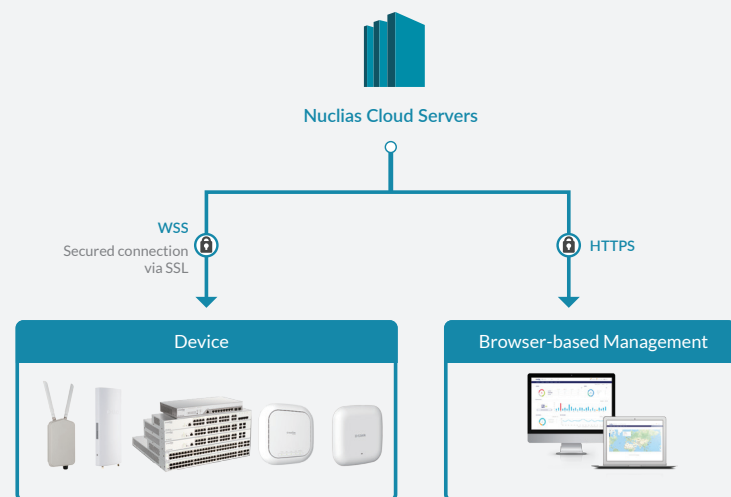 Nuclias Cloud Servers
WSS
Secured connection
via SSL
HTTPS
Device
Browser-based Management